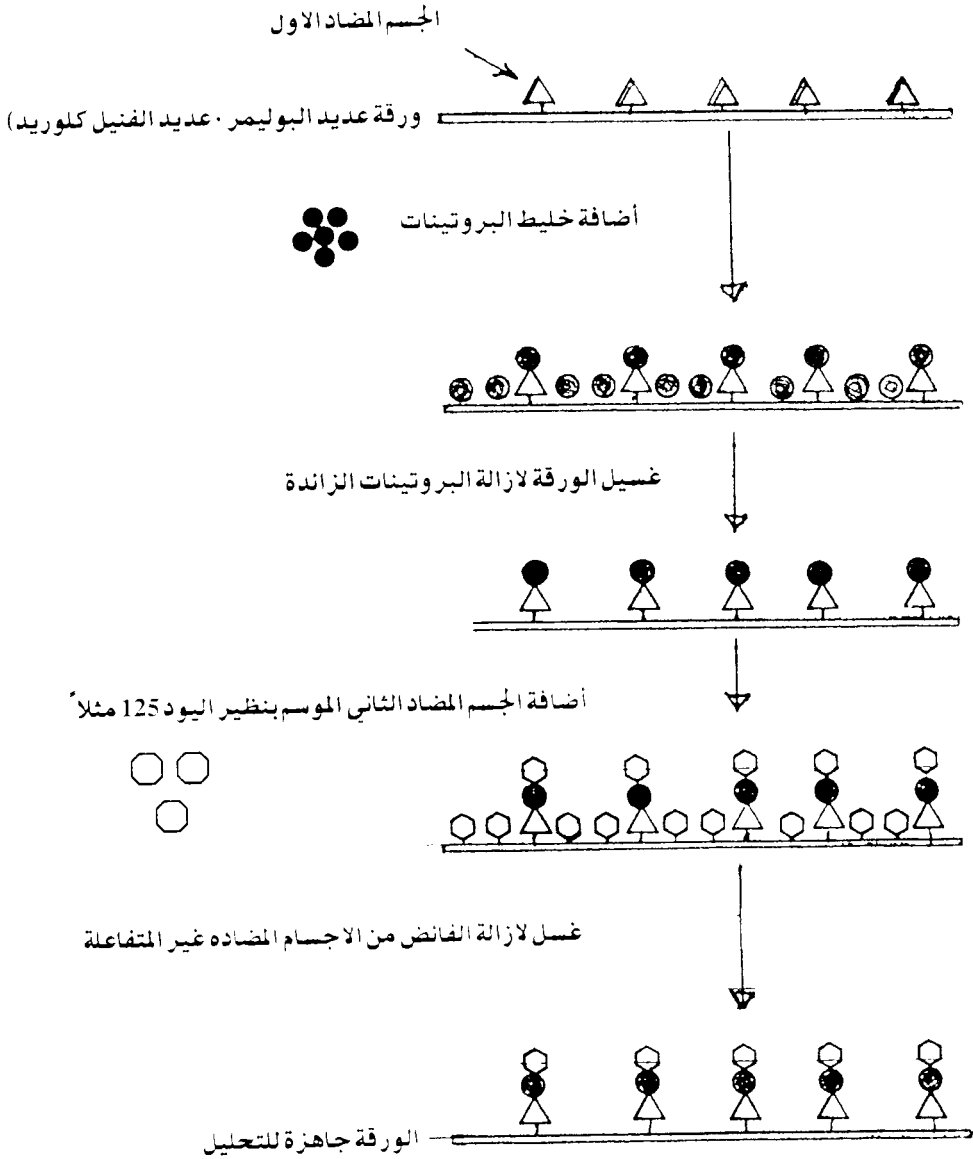 الجسم المضاد الاول
ورقة عديد البوليمر . عديد الفنيل كلوريد)
أضافة خليط البروتينات
غسيل الورقة لازالة البروتينات الزائدة
أضافة الجسم المضاد الثاني الموسم بنظير اليود 125 مثلاً
غسل لازالة الفائض من الاجسام المضاده غير المتفاعلة
الورقة جاهزة للتحليل